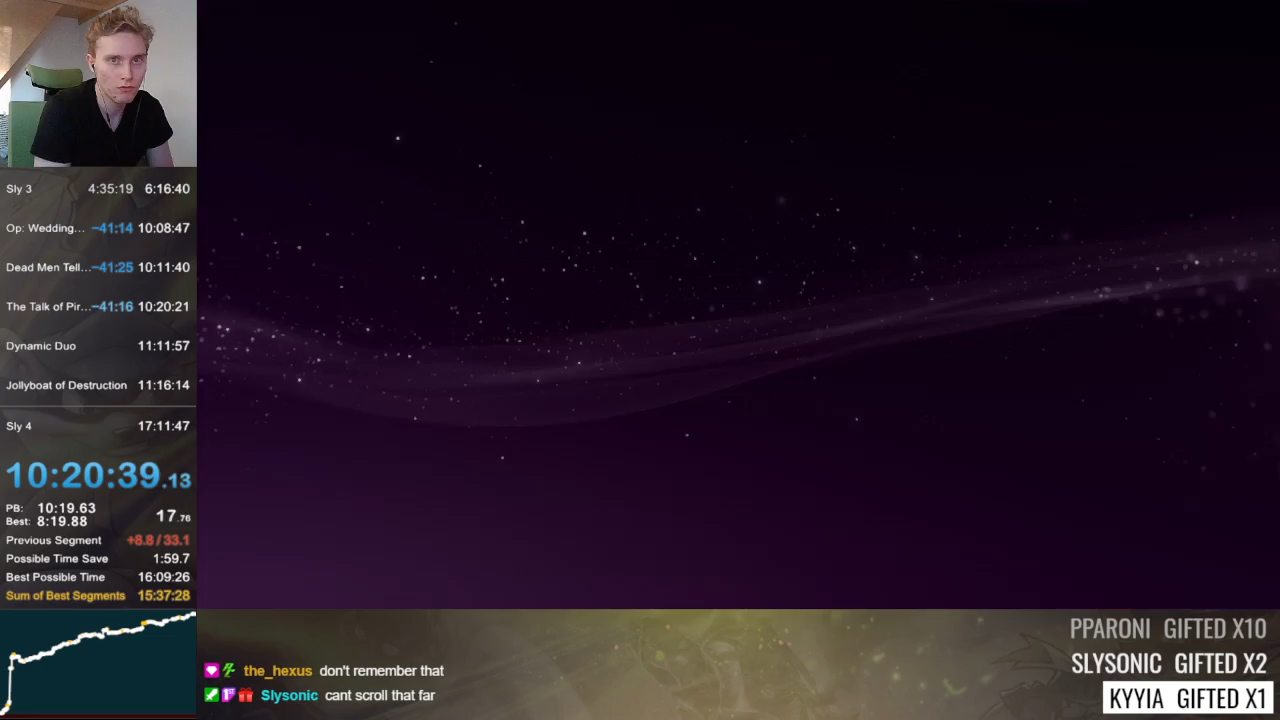 Sly 3 4:35:19 6:16:40
Op: Wedding... −41:14 10:08:47
Dead Men Tell... −41:25 10:11:40
The Talk of Pir... −41:16 10:20:21
Dynamic Duo 11:11:57
Jollyboat of Destruction 11:16:14
Sly 4 17:11:47
10:20:39.13
PB: 10:19.63
Best: 8:19.88
17.76
Previous Segment +8.8 / 33.1
Possible Time Save 1:59.7
Best Possible Time 16:09:26
Sum of Best Segments 15:37:28
the_hexus don't remember that
Slysonic cant scroll that far
PPARONI GIFTED X10
SLYSONIC GIFTED X2
KYYIA GIFTED X1